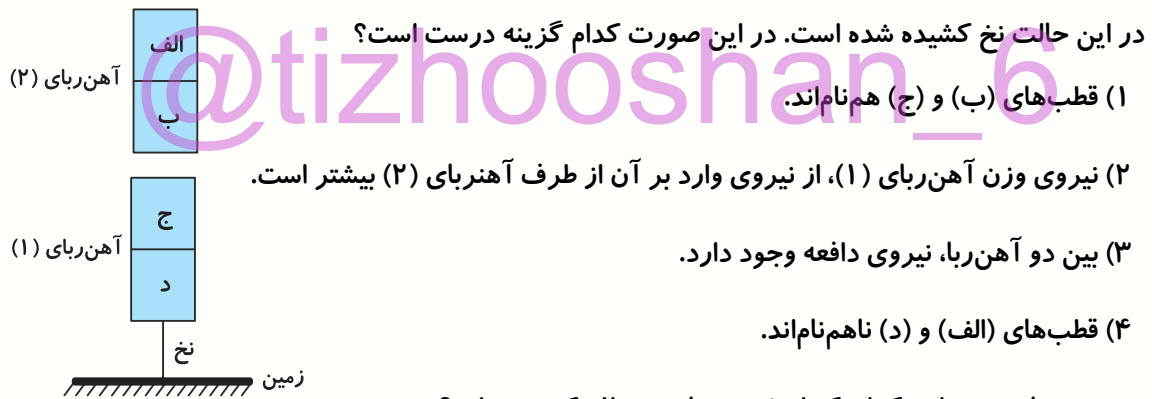 در این حالت نخ کشیده شده است. در این صورت کدام گزینه درست است؟
۱) قطب‌های (ب) و (ج) هم‌نام‌اند.
۲) نیروی وزن آهن‌ربای (۱)، از نیروی وارد بر آن از طرف آهنربای (۲) بیشتر است.
۳) بین دو آهن‌ربا، نیروی دافعه وجود دارد.
۴) قطب‌های (الف) و (د) ناهم‌نام‌اند.
الف
آهن‌ربای (۲)
ب
ج
آهن‌ربای (۱)
د
نخ
زمین
@tizhooshan_6